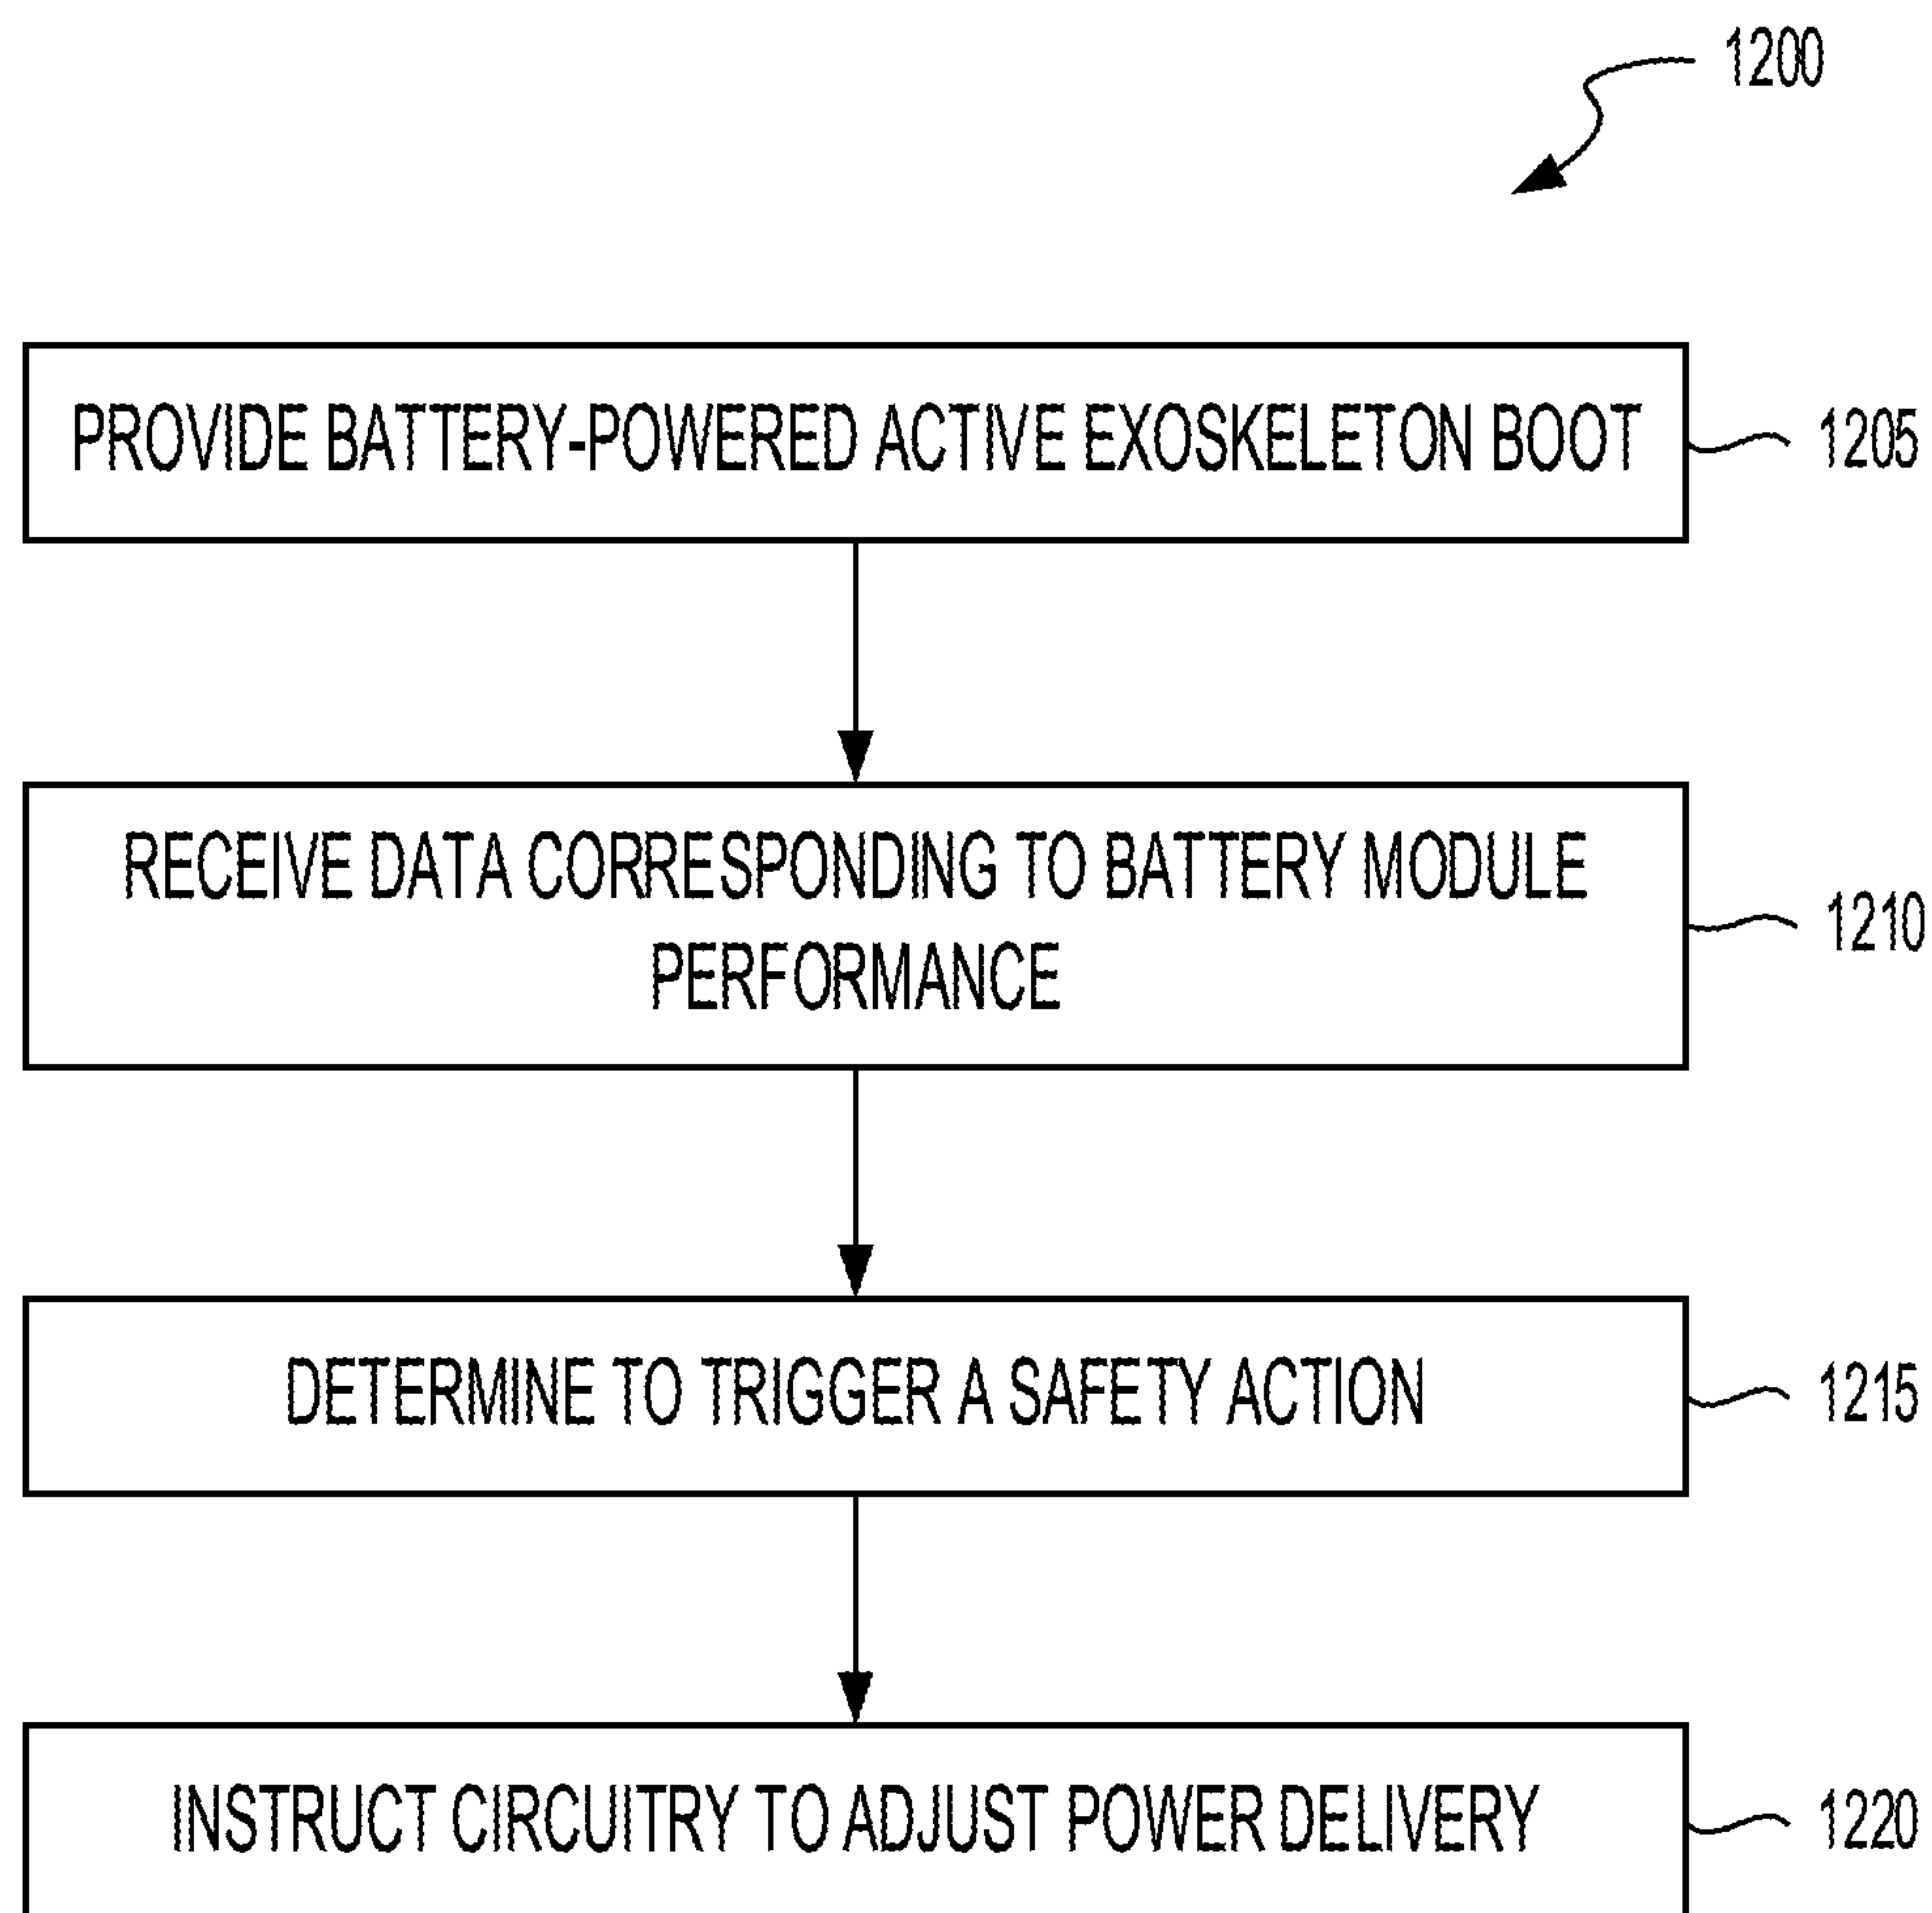 1200
PROVIDE BATTERY-POWERED ACTIVE EXOSKELETON BOOT
1205
RECEIVE DATA CORRESPONDING TO BATTERY MODULE
PERFORMANCE
1210
DETERMINE TO TRIGGER A SAFETY ACTION
1215
INSTRUCT CIRCUITRY TO ADJUST POWER DELIVERY
1220